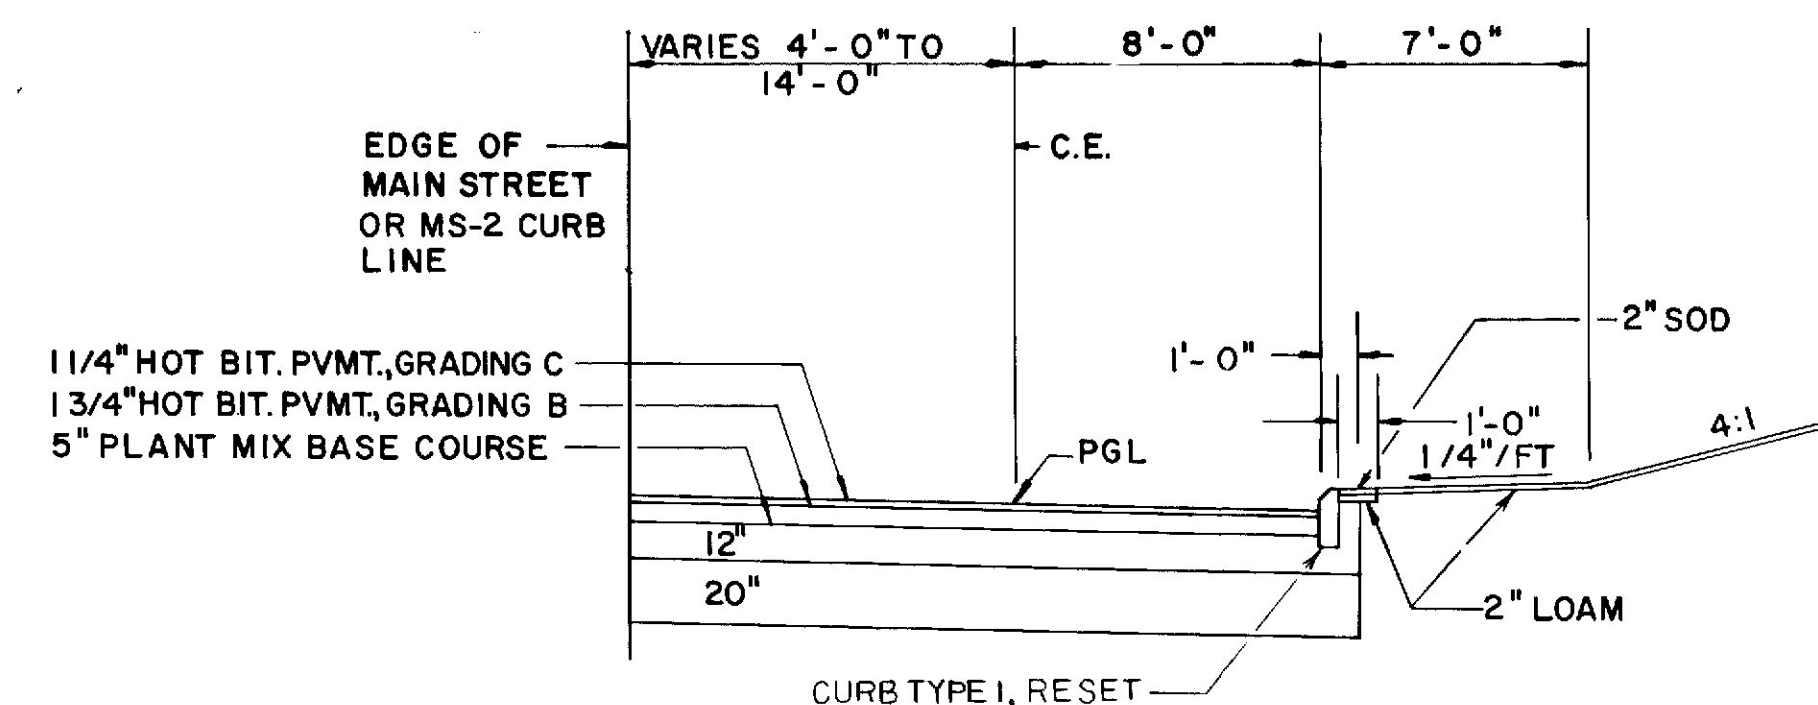 VARIES 4'-0" TO
14'-0"
8'-0"
7'-0"
EDGE OF
MAIN STREET
OR MS-2 CURB
LINE
C.E.
2" SOD
1'-0"
1 1/4" HOT BIT. PVMT., GRADING C
1 3/4" HOT BIT. PVMT., GRADING B
5" PLANT MIX BASE COURSE
1'-0"
4:1
PGL
1/4"/FT
12"
20"
2" LOAM
CURB TYPE 1, RESET